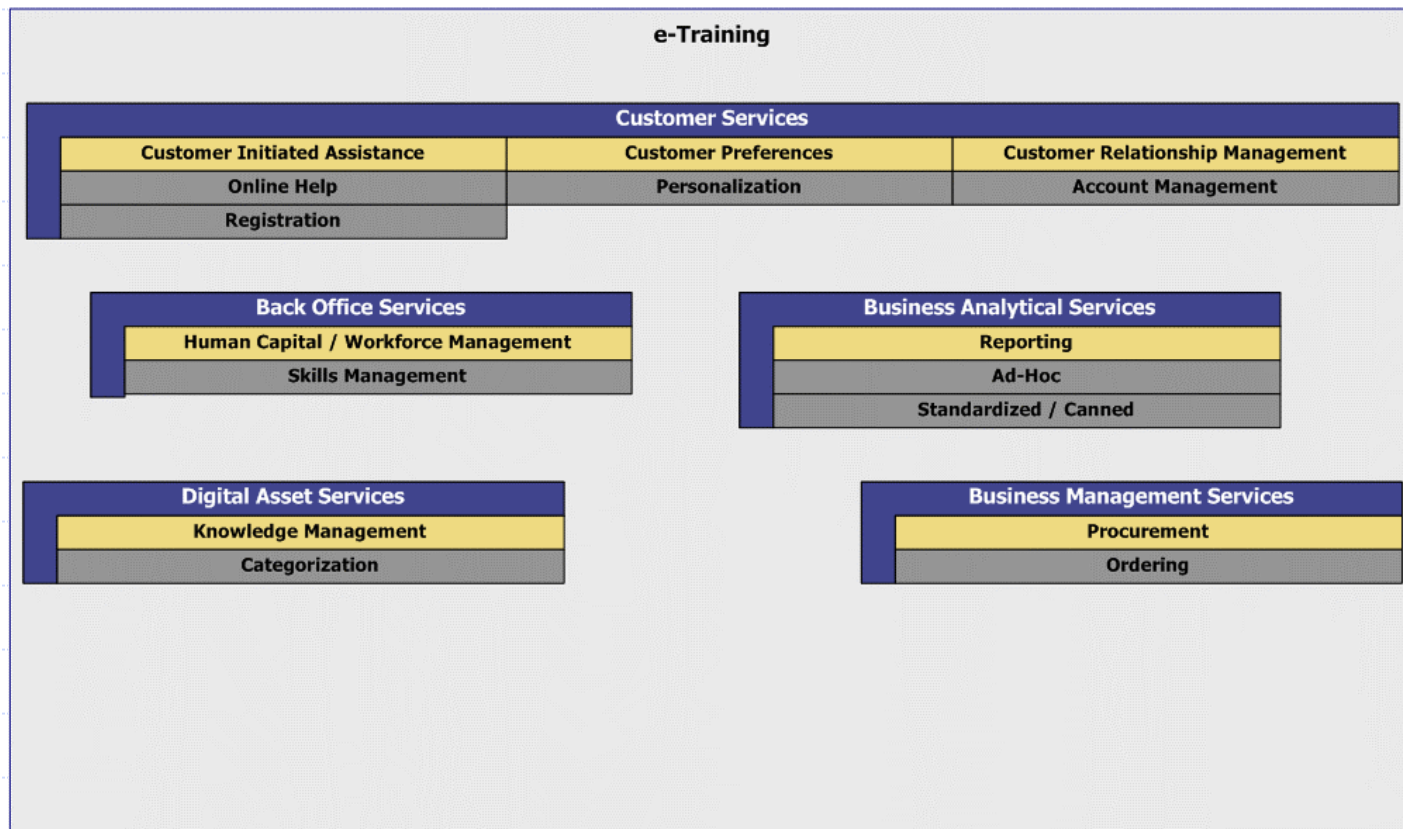 e-Training
Customer Services
Customer Initiated Assistance
Customer Preferences
Customer Relationship Management
Online Help
Personalization
Account Management
Registration
Back Office Services
Human Capital / Workforce Management
Skills Management
Business Analytical Services
Reporting
Ad-Hoc
Standardized / Canned
Digital Asset Services
Knowledge Management
Categorization
Business Management Services
Procurement
Ordering